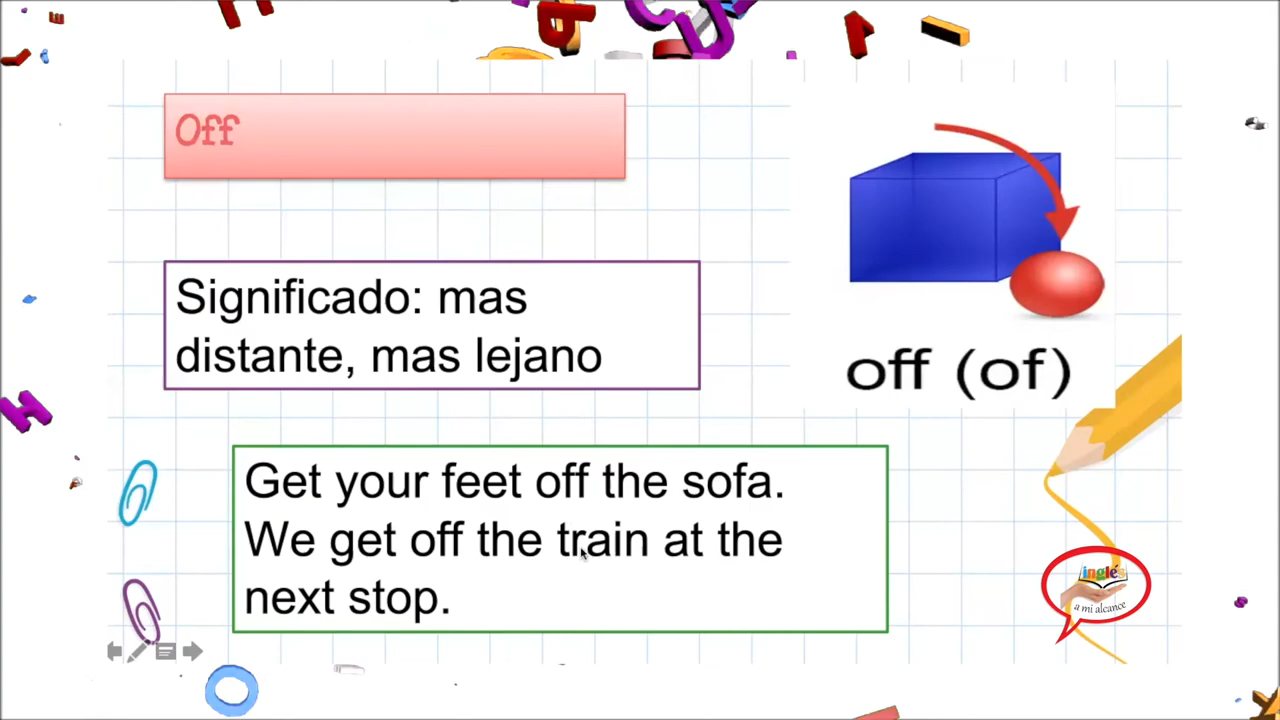 Off
Significado: mas
distante, mas lejano
off (of)
Get your feet off the sofa.
We get off the train at the
next stop.
inglés
a mi alcance